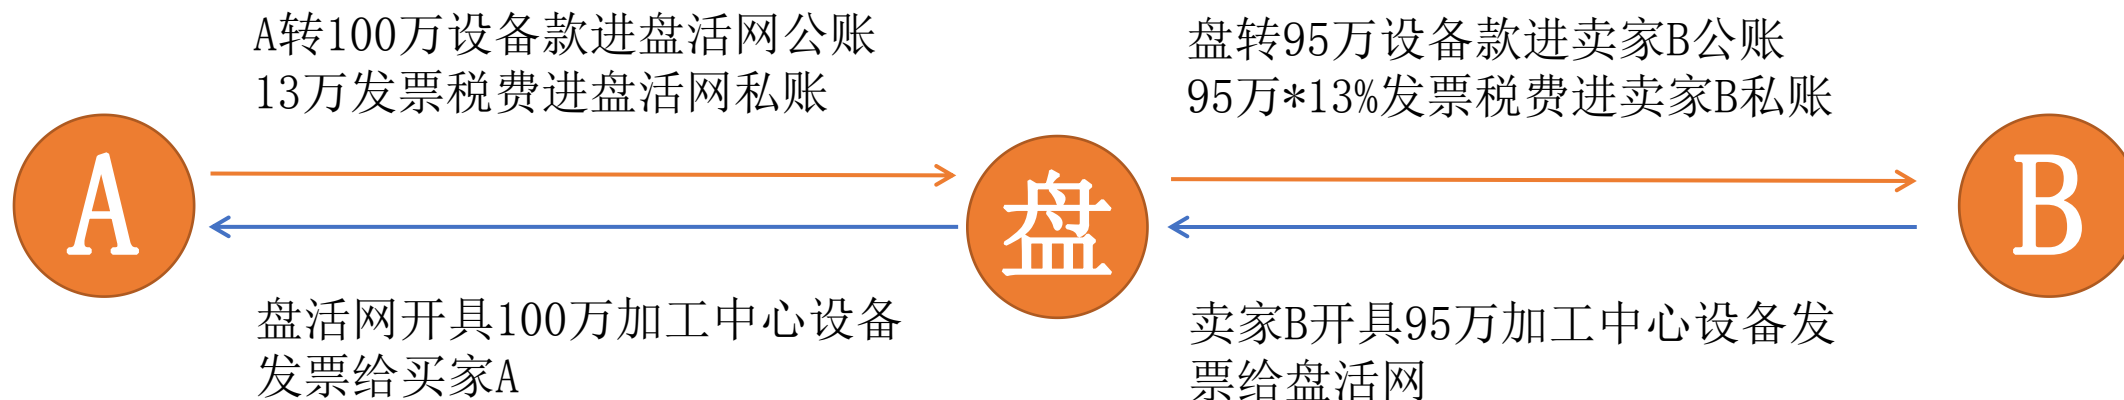 A转100万设备款进盘活网公账
13万发票税费进盘活网私账
盘转95万设备款进卖家B公账
95万*13%发票税费进卖家B私账
A
盘
B
盘活网开具100万加工中心设备
发票给买家A
卖家B开具95万加工中心设备发
票给盘活网